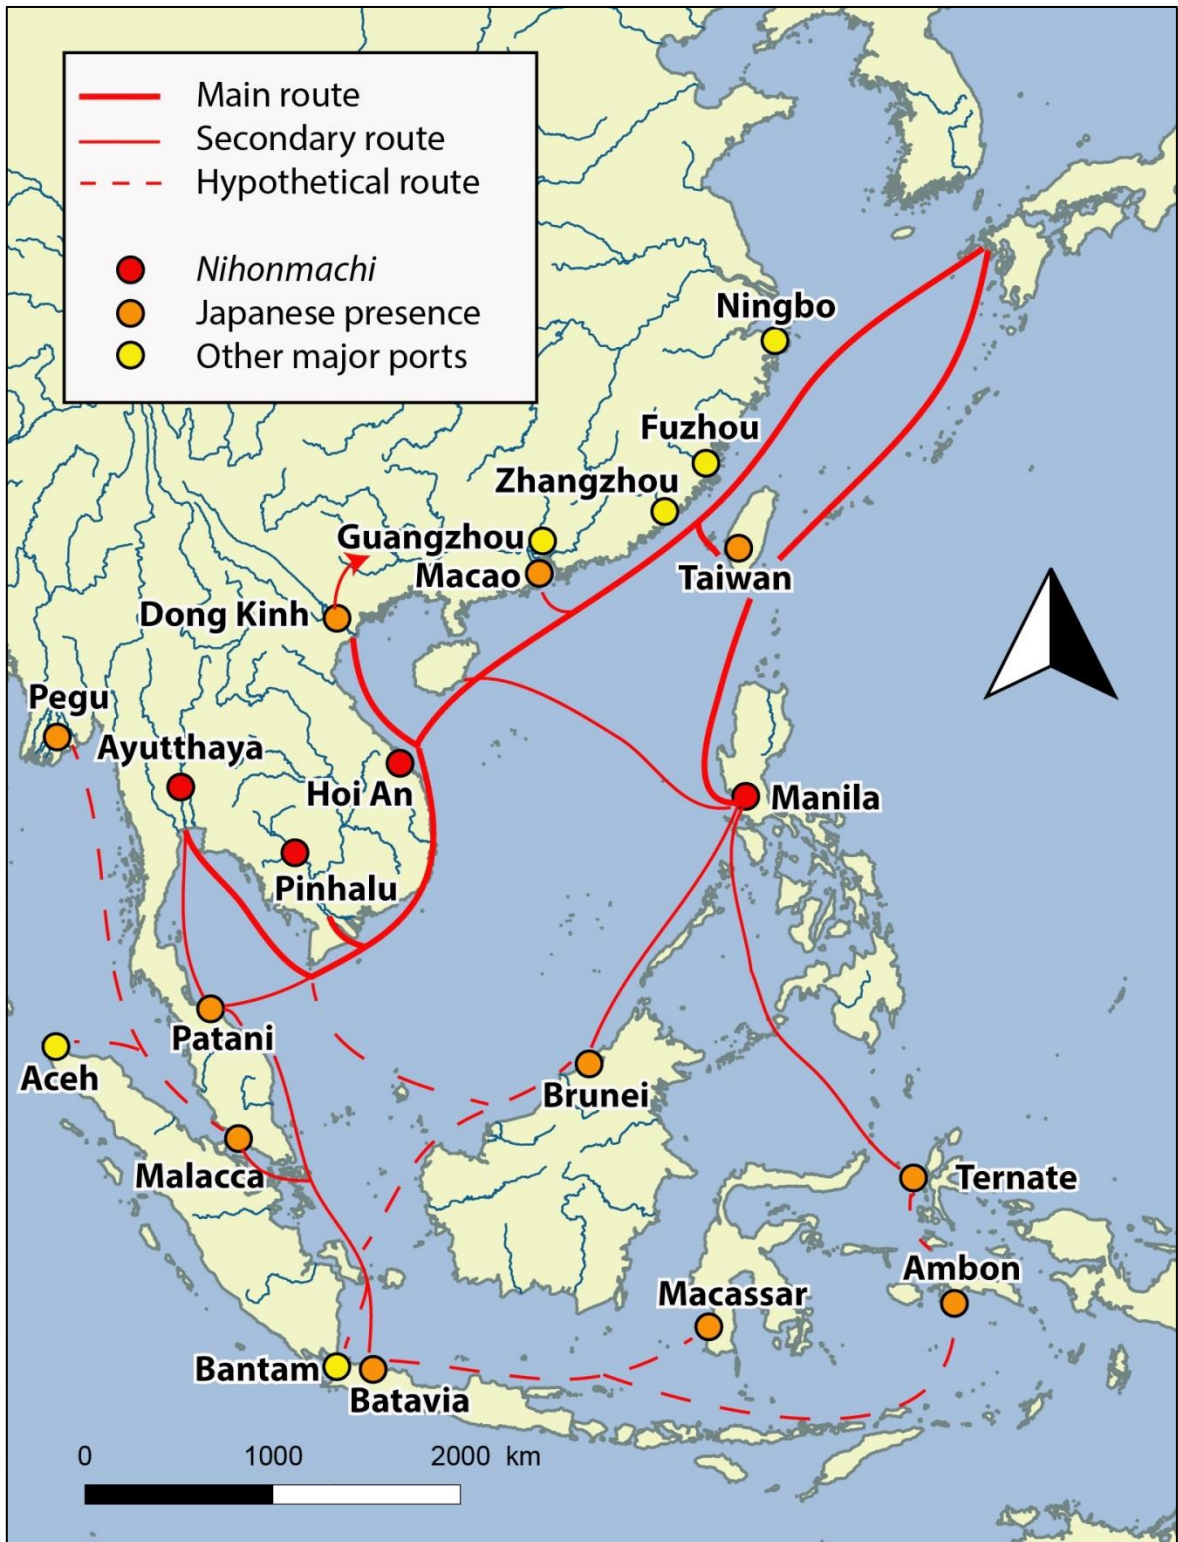 Main route
Secondary route
Hypothetical route
Nihonmachi
Japanese presence
Other major ports
Ningbo
Fuzhou
Zhangzhou
Guangzhou
Macao
Taiwan
Dong Kinh
Pegu
Ayutthaya
Hoi An
Manila
Pinhalu
Patani
Aceh
Brunei
Malacca
Ternate
Ambon
Macassar
Bantam
Batavia
0 1000 2000 km